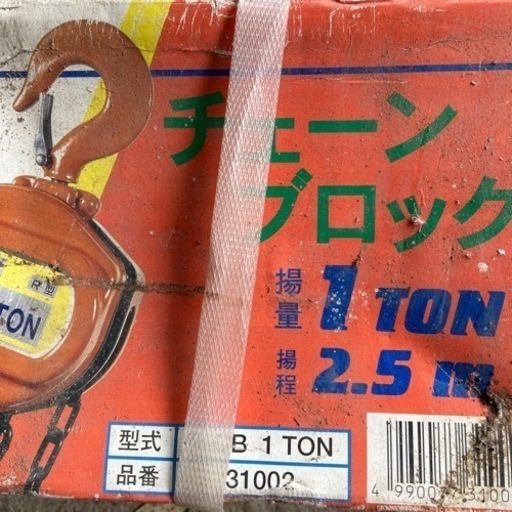 チェーン
ブロック
揚量 1 TON
揚程 2.5 m
R型
TON
型式 B 1 TON
品番 31002